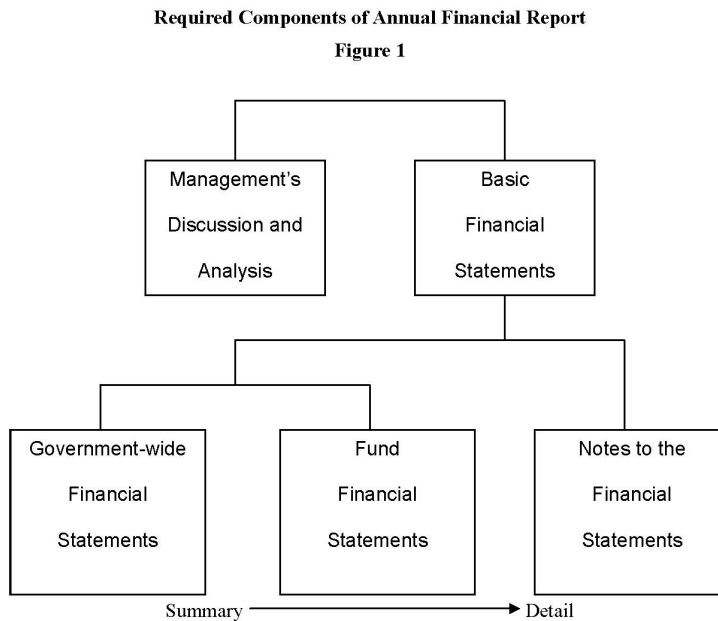 Required Components of Annual Financial Report
Figure 1
Management's
Discussion and
Analysis
Basic
Financial
Statements
Government-wide
Financial
Statements
Fund
Financial
Statements
Notes to the
Financial
Statements
Summary
Detail